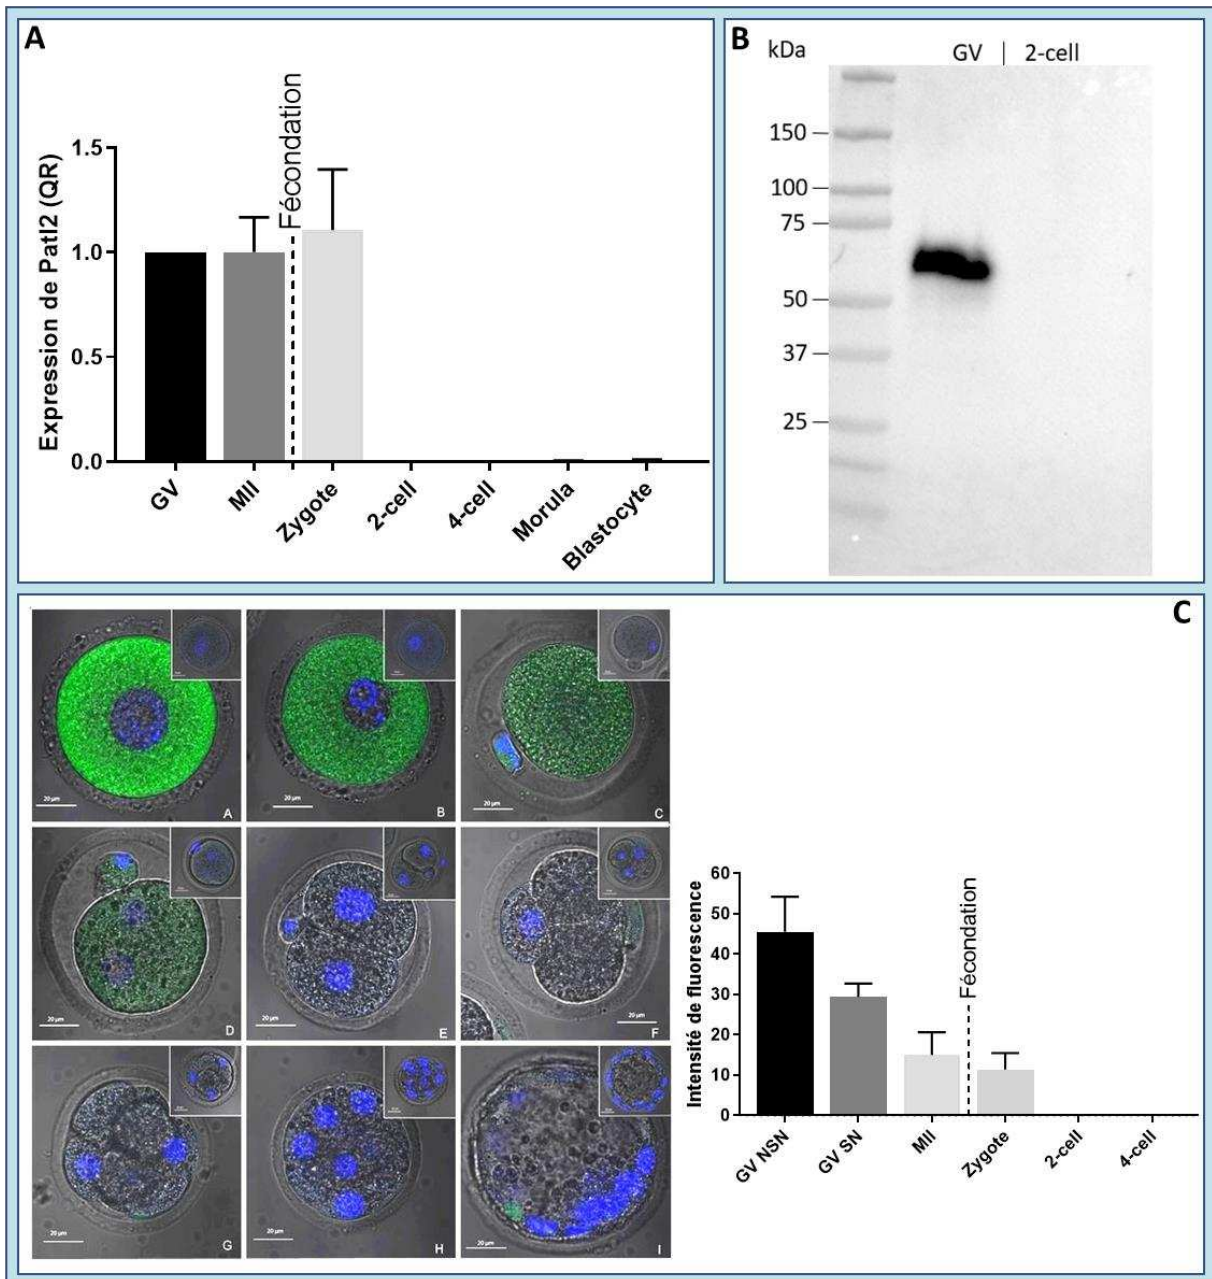 A
Expression de Patl2 (QR)
1.5
1.0
0.5
0.0
Fécondation
GV
MII
Zygote
2-cell
4-cell
Morula
Blastocyte
B
kDa
GV | 2-cell
150
100
75
50
37
25
C
20 µm
A
20 µm
B
20 µm
C
20 µm
D
20 µm
E
20 µm
F
20 µm
G
20 µm
H
20 µm
I
Intensité de fluorescence
60
50
40
30
20
10
0
Fécondation
GV NSN
GV SN
MII
Zygote
2-cell
4-cell